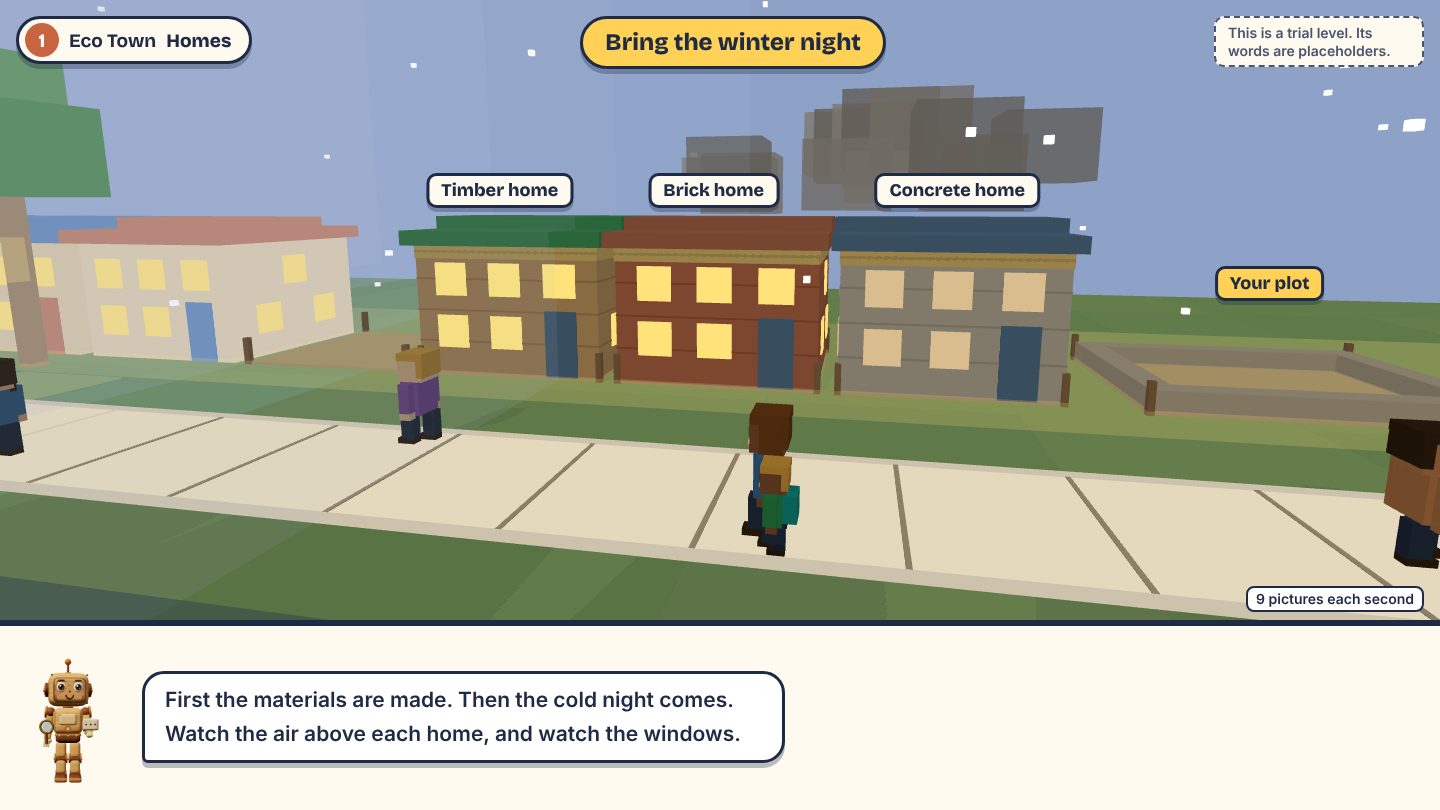 1 Eco Town Homes
Bring the winter night
This is a trial level. Its
words are placeholders.
Timber home
Brick home
Concrete home
Your plot
9 pictures each second
First the materials are made. Then the cold night comes.
Watch the air above each home, and watch the windows.